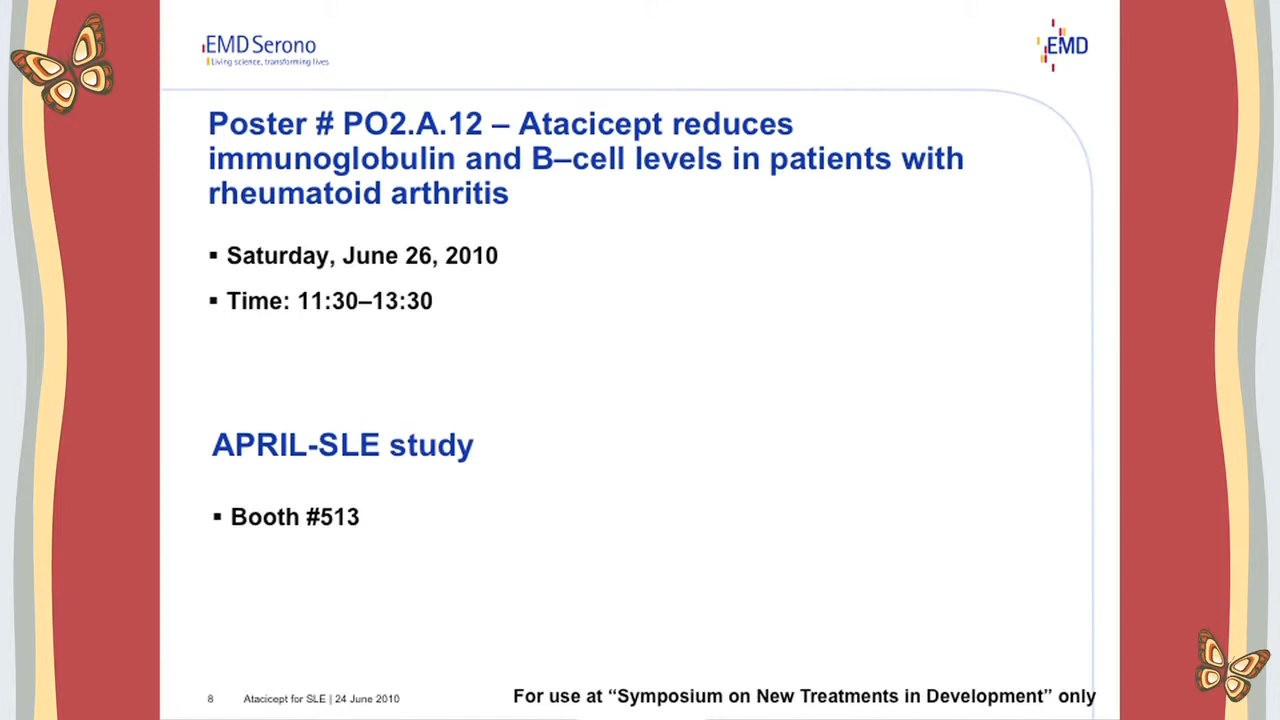 EMD Serono
Living science, transforming lives
EMD
Poster # PO2.A.12 – Atacicept reduces
immunoglobulin and B–cell levels in patients with
rheumatoid arthritis
▪ Saturday, June 26, 2010
▪ Time: 11:30–13:30
APRIL-SLE study
▪ Booth #513
8 Atacicept for SLE | 24 June 2010
For use at “Symposium on New Treatments in Development” only